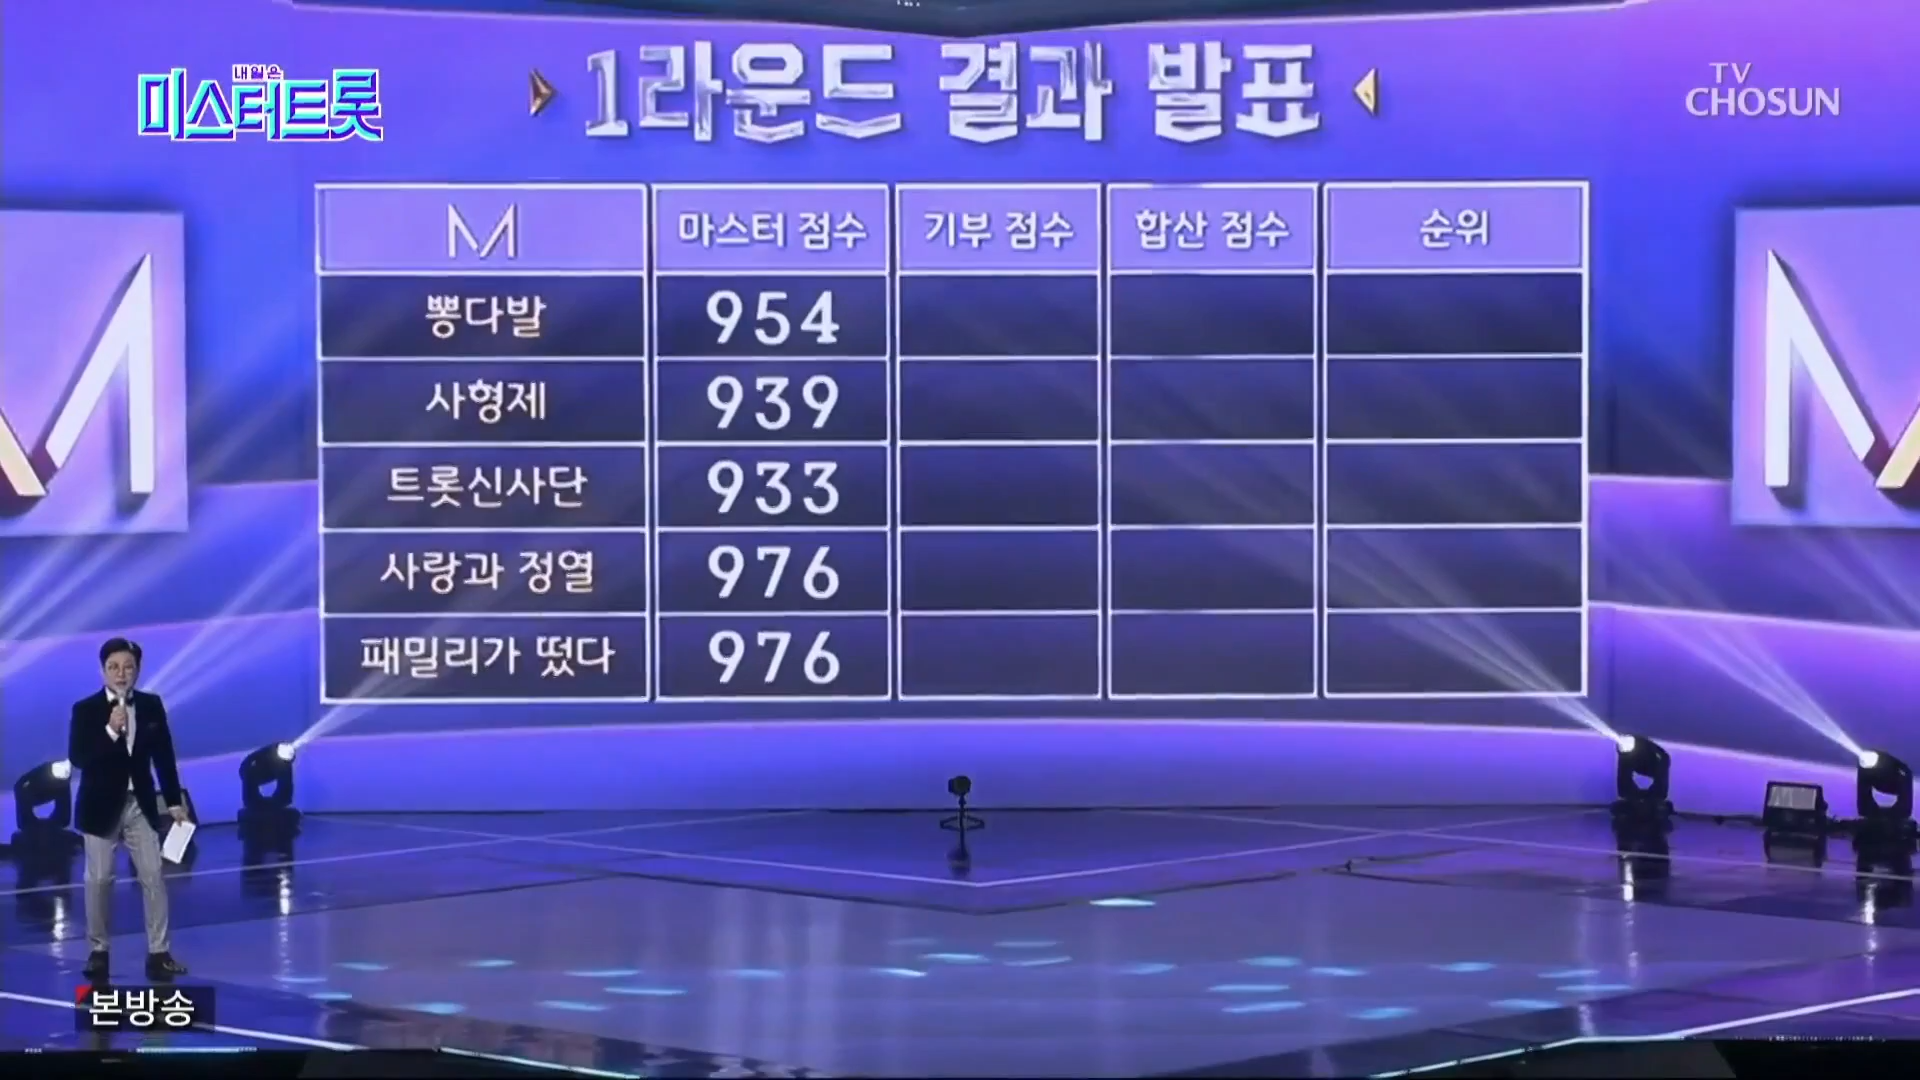 내일은
미스터트롯
1라운드 결과 발표
TV
CHOSUN
M 마스터 점수 기부 점수 합산 점수 순위
뽕다발 954
사형제 939
트롯신사단 933
사랑과 정열 976
패밀리가 떴다 976
본방송